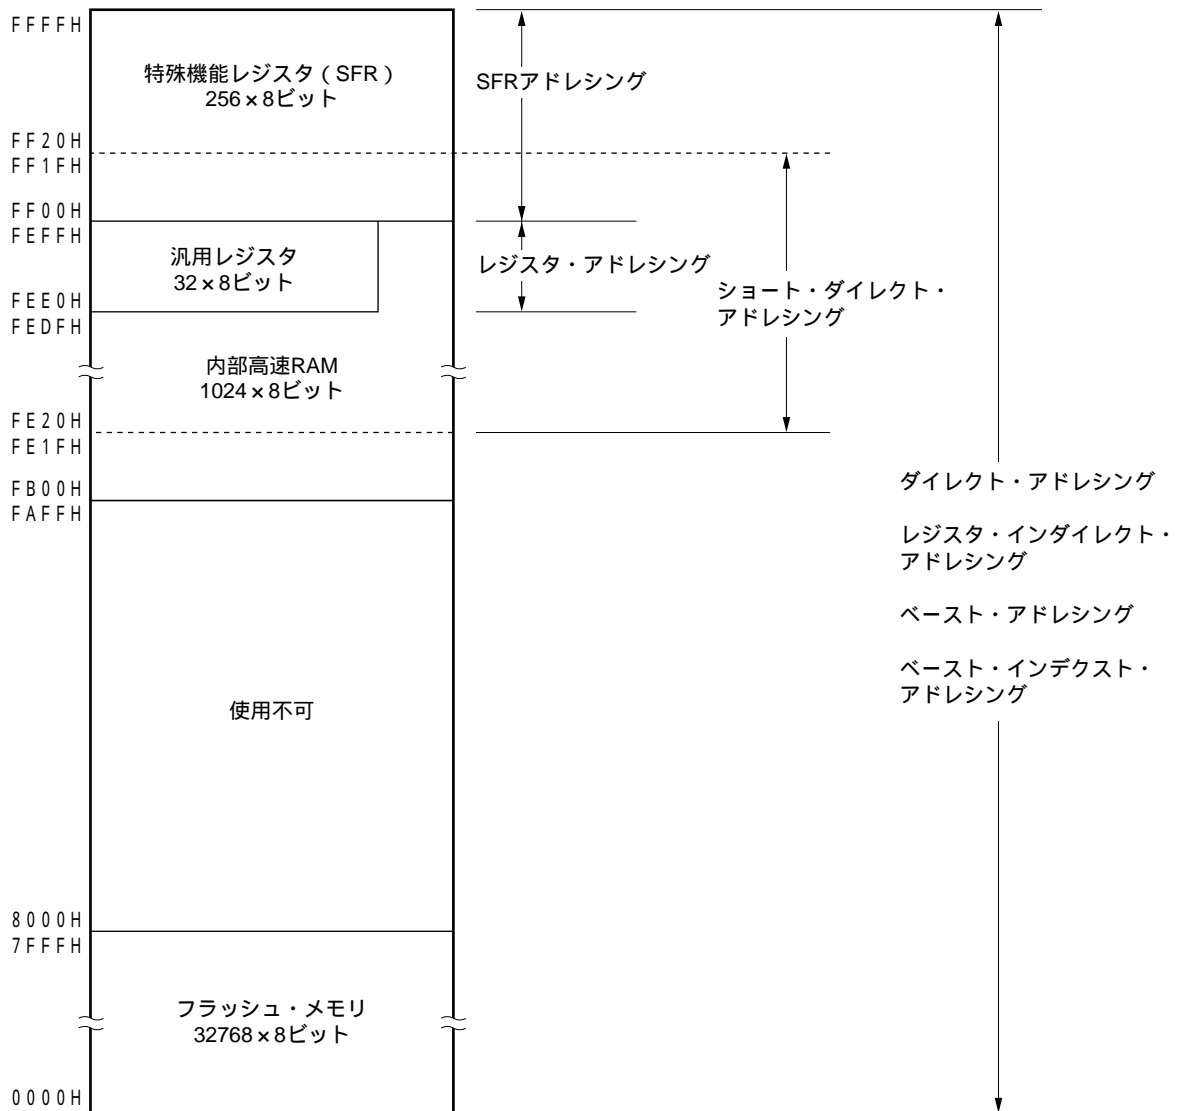 FFFFH
特殊機能レジスタ(SFR)
256×8ビット
SFRアドレシング
FF20H
FF1FH
FF00H
FEFFH
汎用レジスタ
32×8ビット
レジスタ・アドレシング
ショート・ダイレクト・
アドレシング
FEE0H
FEDFH
内部高速RAM
1024×8ビット
FE20H
FE1FH
FB00H
FAFFH
ダイレクト・アドレシング
レジスタ・インダイレクト・
アドレシング
ベースト・アドレシング
ベースト・インデクスト・
アドレシング
使用不可
8000H
7FFFH
フラッシュ・メモリ
32768×8ビット
0000H